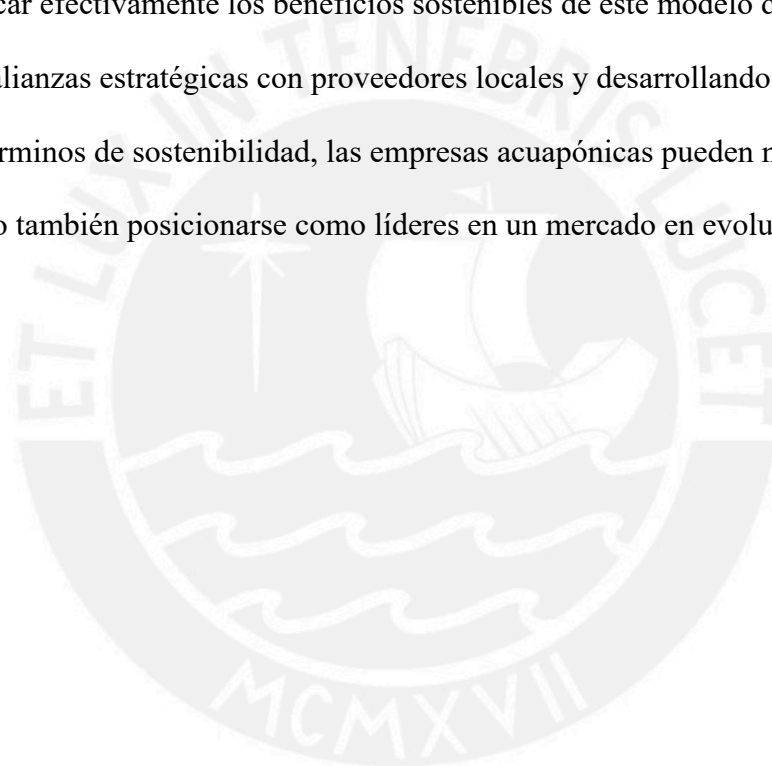 car efectivamente los beneficios sostenibles de este modelo
alianzas estratégicas con proveedores locales y desarrollando
rminos de sostenibilidad, las empresas acuapónicas pueden
o también posicionarse como líderes en un mercado en evolu
ET LUX IN TENEBRIS LUCET
MCMXVII